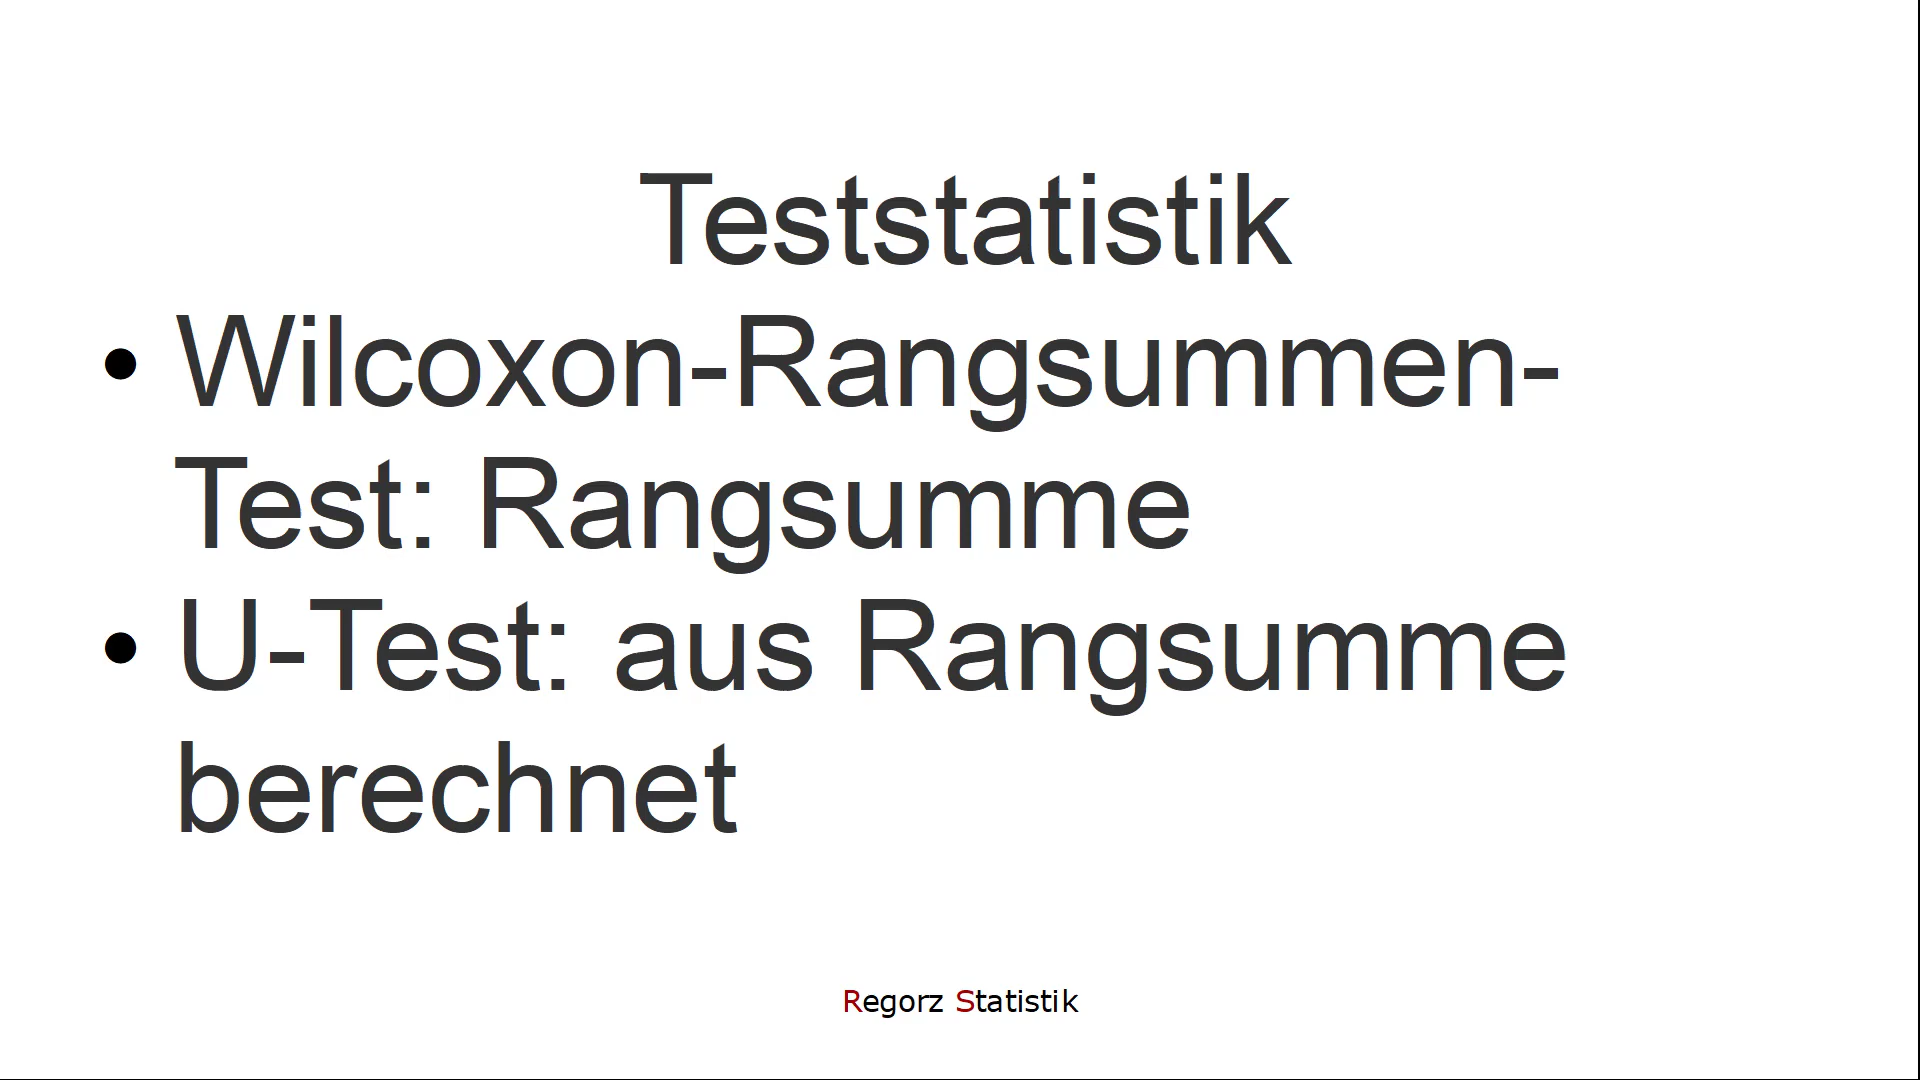 Teststatistik
• Wilcoxon-Rangsummen-
Test: Rangsumme
• U-Test: aus Rangsumme
berechnet
Regorz Statistik